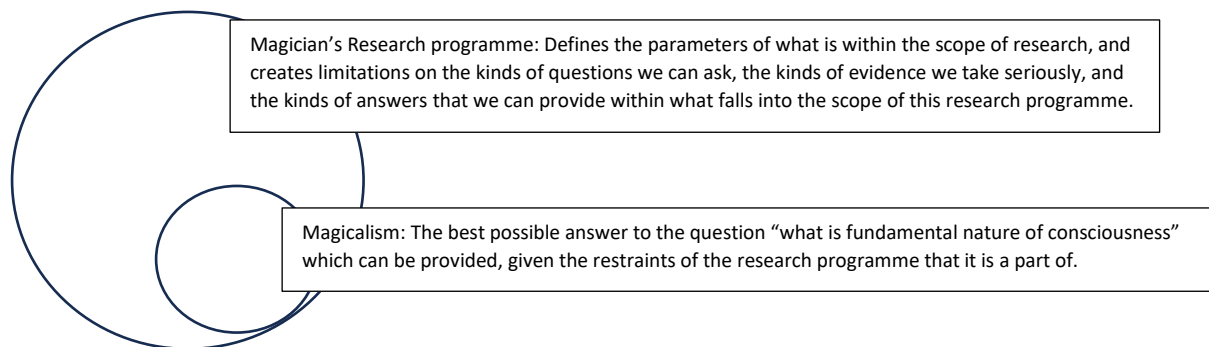 Magician’s Research programme: Defines the parameters of what is within the scope of research, and
creates limitations on the kinds of questions we can ask, the kinds of evidence we take seriously, and
the kinds of answers that we can provide within what falls into the scope of this research programme.
Magicalism: The best possible answer to the question “what is fundamental nature of consciousness”
which can be provided, given the restraints of the research programme that it is a part of.